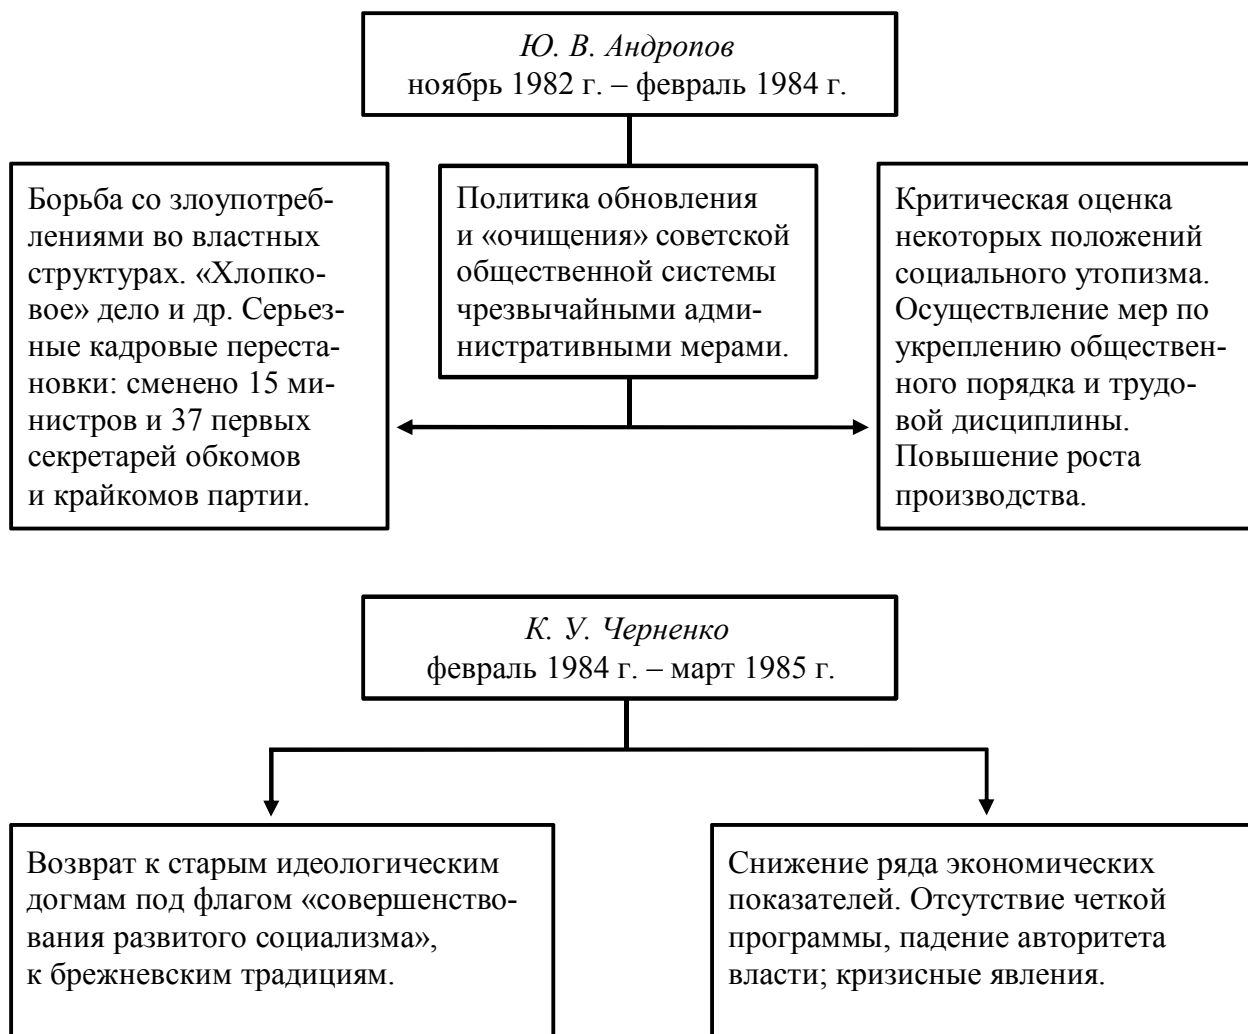 Ю. В. Андропов
ноябрь 1982 г. – февраль 1984 г.
Борьба со злоупотреб-
лениями во властных
структурах. «Хлопко-
вое» дело и др. Серьез-
ные кадровые переста-
новки: сменено 15 ми-
нистров и 37 первых
секретарей обкомов
и крайкомов партии.
Политика обновления
и «очищения» советской
общественной системы
чрезвычайными адми-
нистративными мерами.
Критическая оценка
некоторых положений
социального утопизма.
Осуществление мер по
укреплению обществен-
ного порядка и трудо-
вой дисциплины.
Повышение роста
производства.
К. У. Черненко
февраль 1984 г. – март 1985 г.
Возврат к старым идеологическим
догмам под флагом «совершенство-
вания развитого социализма»,
к брежневским традициям.
Снижение ряда экономических
показателей. Отсутствие четкой
программы, падение авторитета
власти; кризисные явления.